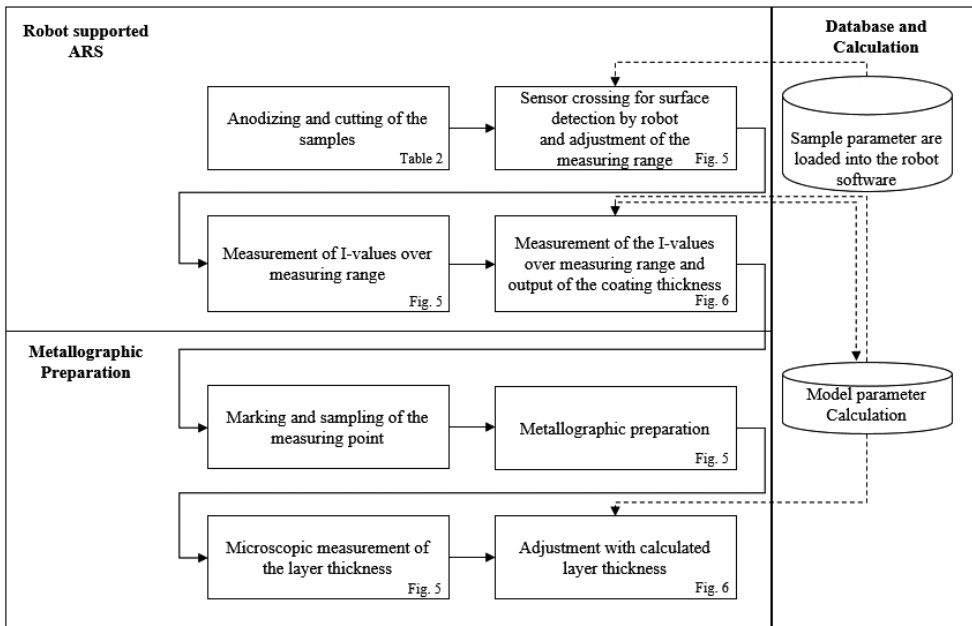 Robot supported
ARS
Database and
Calculation
Anodizing and cutting of the
samples
Table 2
Sensor crossing for surface
detection by robot
and adjustment of the
measuring range
Fig. 5
Sample parameter are
loaded into the robot
software
Measurement of I-values over
measuring range
Fig. 5
Measurement of the I-values
over measuring range and
output of the coating thickness
Fig. 6
Metallographic
Preparation
Marking and sampling of the
measuring point
Metallographic preparation
Fig. 5
Model parameter
Calculation
Microscopic measurement of
the layer thickness
Fig. 5
Adjustment with calculated
layer thickness
Fig. 6